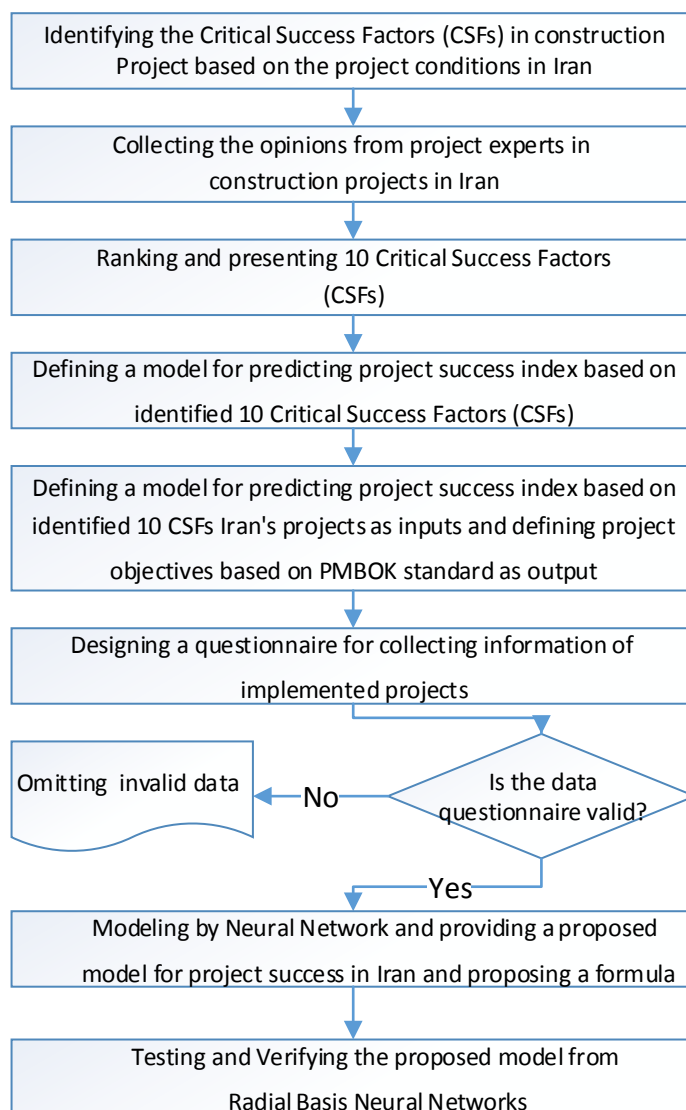 Identifying the Critical Success Factors (CSFs) in construction
Project based on the project conditions in Iran
Collecting the opinions from project experts in
construction projects in Iran
Ranking and presenting 10 Critical Success Factors
(CSFs)
Defining a model for predicting project success index based on
identified 10 Critical Success Factors (CSFs)
Defining a model for predicting project success index based on
identified 10 CSFs Iran's projects as inputs and defining project
objectives based on PMBOK standard as output
Designing a questionnaire for collecting information of
implemented projects
Omitting invalid data
No
Is the data
questionnaire valid?
Yes
Modeling by Neural Network and providing a proposed
model for project success in Iran and proposing a formula
Testing and Verifying the proposed model from
Radial Basis Neural Networks